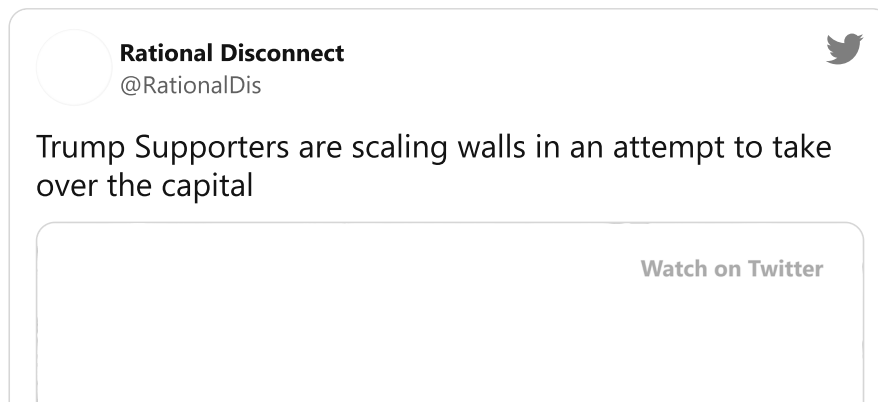 Rational Disconnect
@RationalDis
Trump Supporters are scaling walls in an attempt to take
over the capital
Watch on Twitter